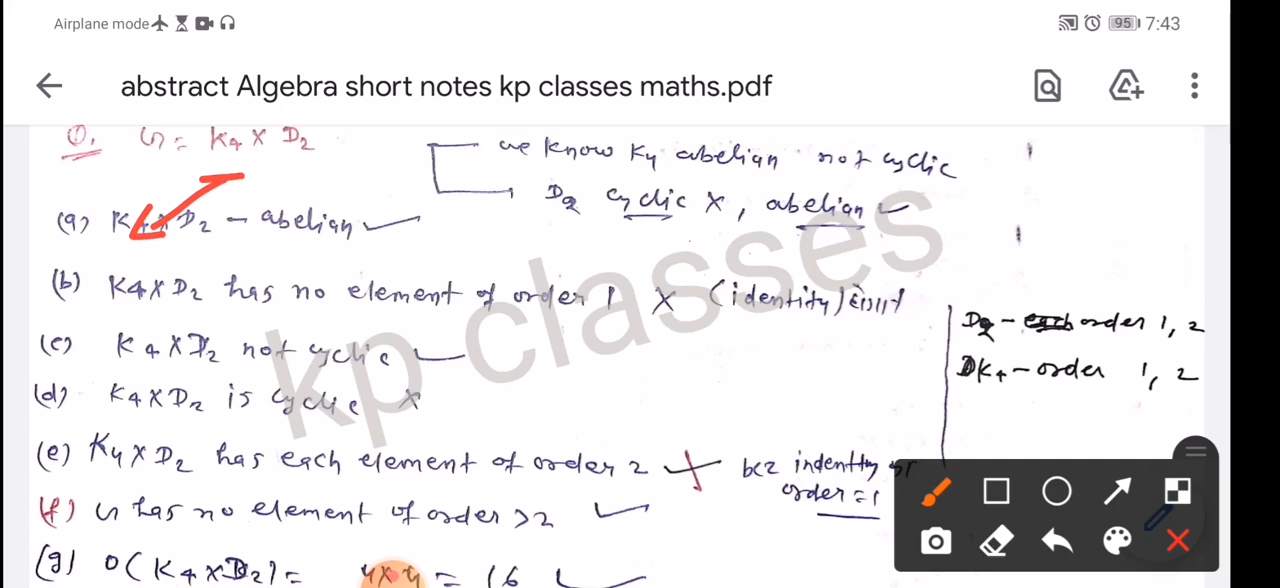 Airplane mode 95 7:43
abstract Algebra short notes kp classes maths.pdf
Q. G = K4 × D2
we know K4 abelian not cyclic
D2 cyclic ×, abelian ✓
(a) K4 × D2 – abelian ✓
(b) K4 × D2 has no element of order 1 × (identity) exist
(c) K4 × D2 not cyclic ✓
(d) K4 × D2 is cyclic ×
(e) K4 × D2 has each element of order 2 × bcz indentity
order = 1
(f) G has no element of order >2 ✓
(g) O(K4 × D2) = 4×4 = 16 ✓
D2 – order 1, 2
K4 – order 1, 2
kp classes